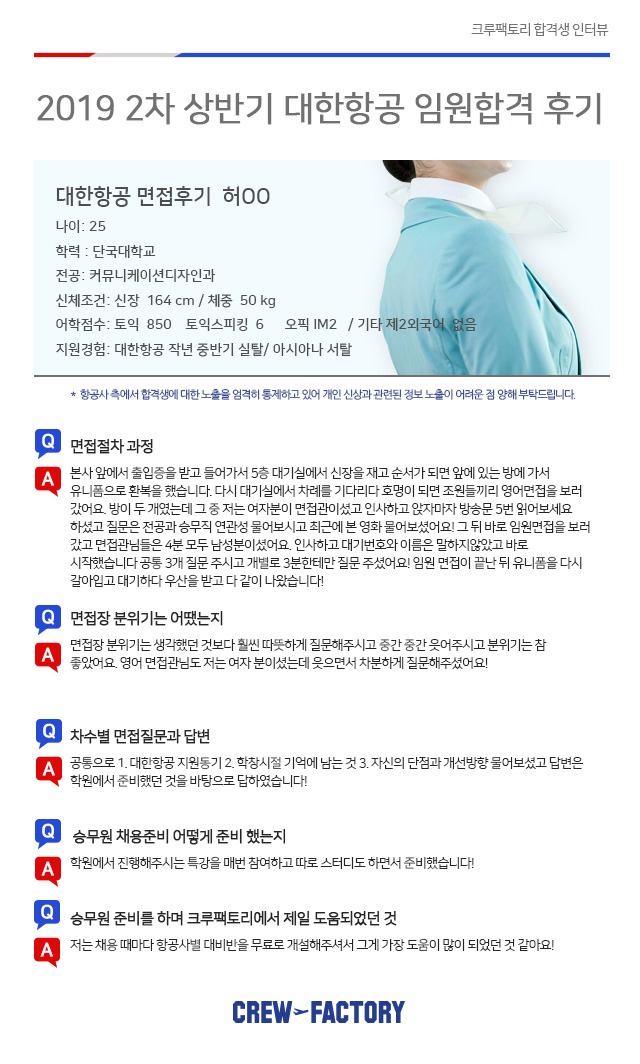 크루팩토리 합격생 인터뷰
2019 2차 상반기 대한항공 임원합격 후기
대한항공 면접후기 허OO
나이: 25
학력 : 단국대학교
전공: 커뮤니케이션디자인과
신체조건: 신장 164 cm / 체중 50 kg
어학점수: 토익 850 토익스피킹 6 오픽 IM2 / 기타 제2외국어 없음
지원경험: 대한항공 작년 중반기 실탈/ 아시아나 서탈
* 항공사 측에서 합격생에 대한 노출을 엄격히 통제하고 있어 개인 신상과 관련된 정보 노출이 어려운 점 양해 부탁드립니다.
Q 면접절차 과정
A 본사 앞에서 출입증을 받고 들어가서 5층 대기실에서 신장을 재고 순서가 되면 앞에 있는 방에 가서
유니폼으로 환복을 했습니다. 다시 대기실에서 차례를 기다리다 호명이 되면 조원들끼리 영어면접을 보러
갔어요. 방이 두 개였는데 그 중 저는 여자분이 면접관이셨고 인사하고 앉자마자 방송문 5번 읽어보세요
하셨고 질문은 전공과 승무직 연관성 물어보시고 최근에 본 영화 물어보셨어요! 그 뒤 바로 임원면접을 보러
갔고 면접관님들은 4분 모두 남성분이셨어요. 인사하고 대기번호와 이름은 말하지않았고 바로
시작했습니다 공통 3개 질문 주시고 개별로 3분한테만 질문 주셨어요! 임원 면접이 끝난 뒤 유니폼을 다시
갈아입고 대기하다 우산을 받고 다 같이 나왔습니다!
Q 면접장 분위기는 어땠는지
A 면접장 분위기는 생각했던 것보다 훨씬 따뜻하게 질문해주시고 중간 중간 웃어주시고 분위기는 참
좋았어요. 영어 면접관님도 저는 여자 분이셨는데 웃으면서 차분하게 질문해주셨어요!
Q 차수별 면접질문과 답변
A 공통으로 1. 대한항공 지원동기 2. 학창시절 기억에 남는 것 3. 자신의 단점과 개선방향 물어보셨고 답변은
학원에서 준비했던 것을 바탕으로 답하였습니다!
Q 승무원 채용준비 어떻게 준비 했는지
A 학원에서 진행해주시는 특강을 매번 참여하고 따로 스터디도 하면서 준비했습니다!
Q 승무원 준비를 하며 크루팩토리에서 제일 도움되었던 것
A 저는 채용 때마다 항공사별 대비반을 무료로 개설해주셔서 그게 가장 도움이 많이 되었던 것 같아요!
CREW FACTORY